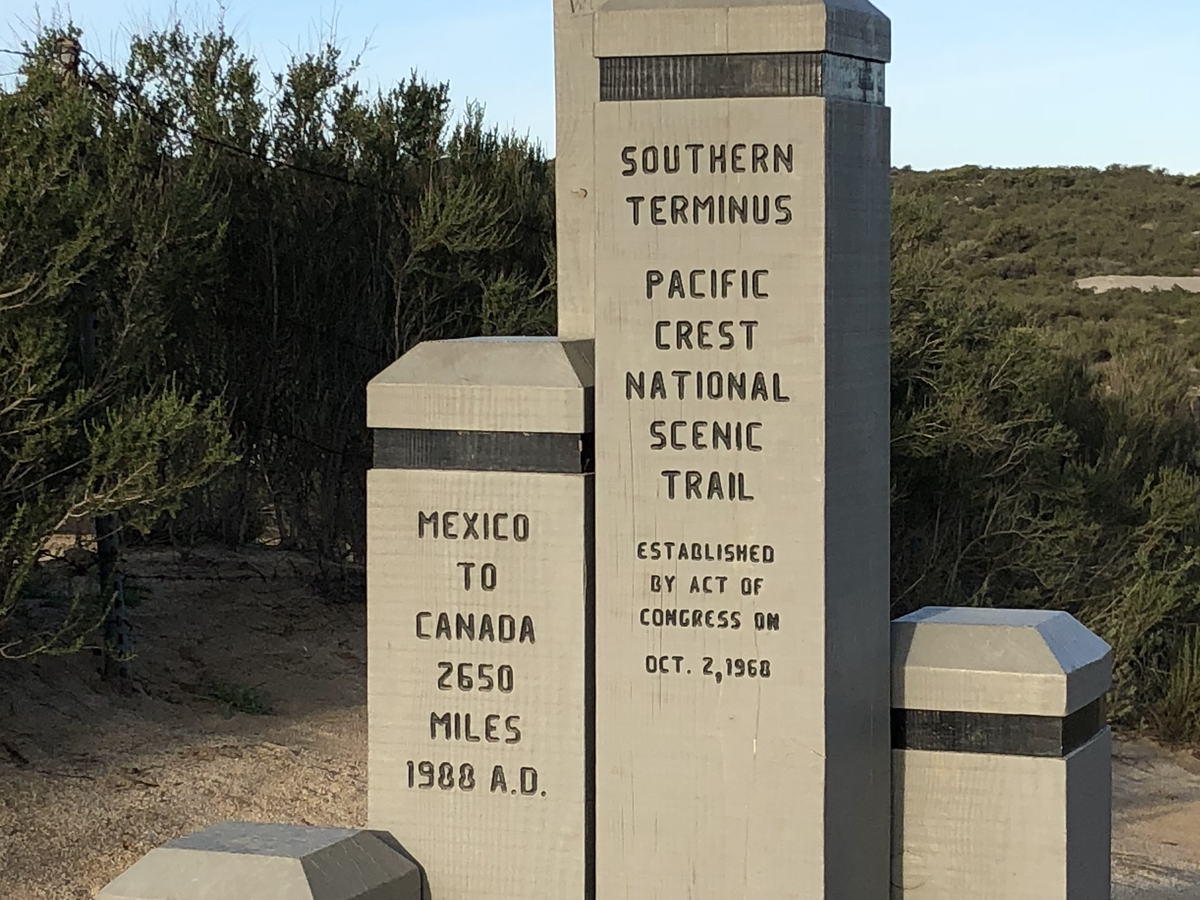 SOUTHERN
TERMINUS
PACIFIC
CREST
NATIONAL
SCENIC
TRAIL
ESTABLISHED
BY ACT OF
CONGRESS ON
OCT. 2,1968
MEXICO
TO
CANADA
2650
MILES
1988 A.D.